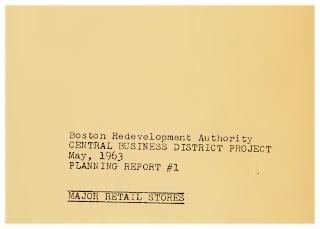 Boston Redevelopment Authority
CENTRAL BUSINESS DISTRICT PROJECT
May, 1963
PLANNING REPORT #1
MAJOR RETAIL STORES